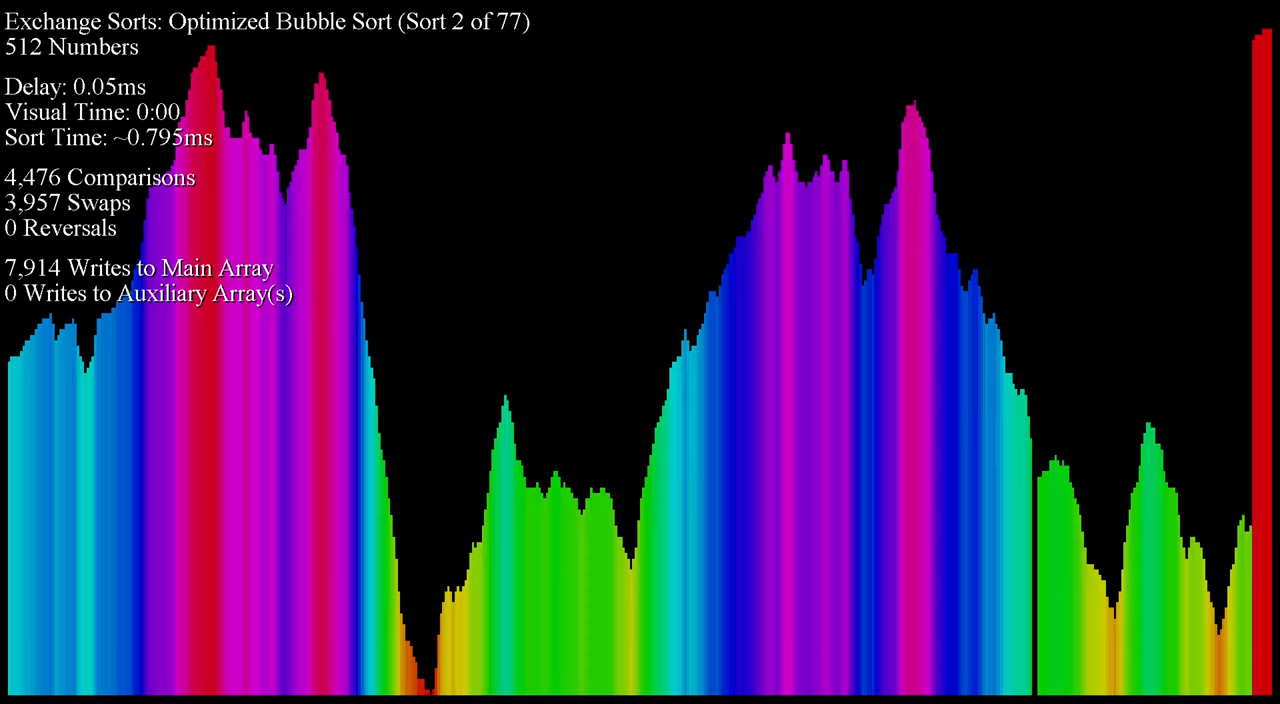 Exchange Sorts: Optimized Bubble Sort (Sort 2 of 77)
512 Numbers
Delay: 0.05ms
Visual Time: 0:00
Sort Time: ~0.795ms
4,476 Comparisons
3,957 Swaps
0 Reversals
7,914 Writes to Main Array
0 Writes to Auxiliary Array(s)